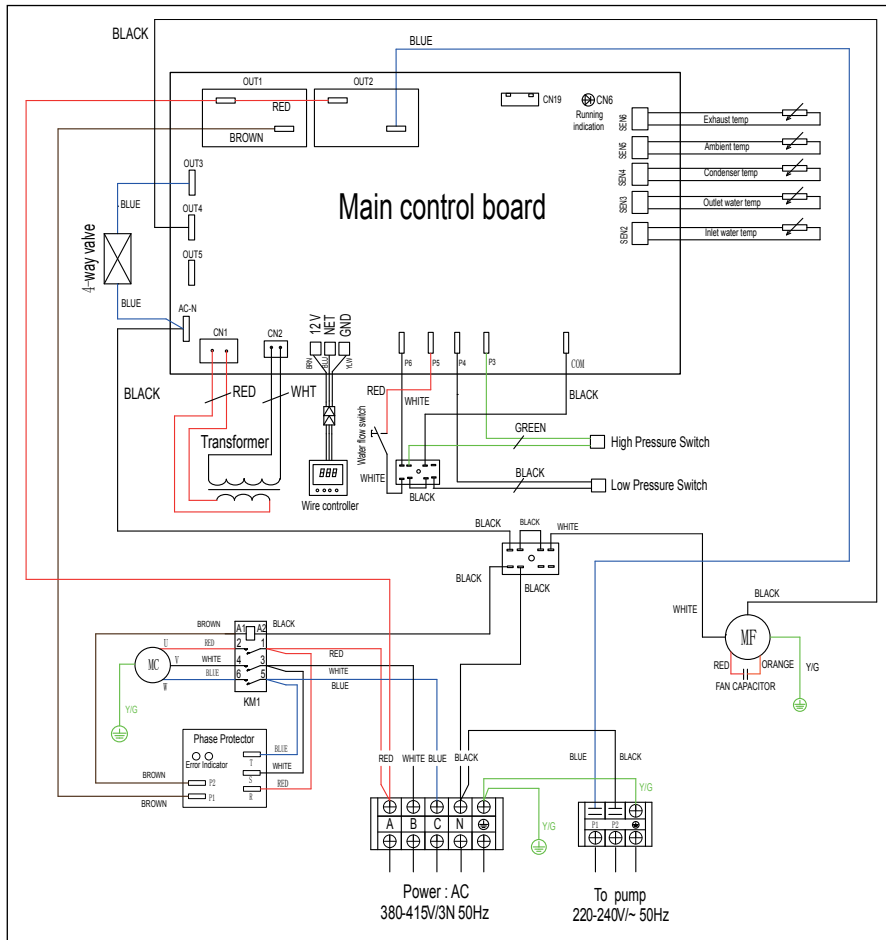 BLACK
BLUE
OUT1
OUT2
RED
BROWN
CN19
CN6
Running
indication
SEN6
Exhaust temp
SEN5
Ambient temp
SEN4
Condenser temp
SEN3
Outlet water temp
SEN2
Inlet water temp
OUT3
BLUE
OUT4
Main control board
4-way valve
OUT5
BLUE
AC-N
CN1
CN2
12V
NET
GND
BRN
BLU
YLW
P6
P5
P4
P3
COM
BLACK
RED
WHT
RED
WHITE
BLACK
Transformer
Water flow switch
GREEN
High Pressure Switch
888
WHITE
BLACK
BLACK
Low Pressure Switch
Wire controller
BLACK
BLACK
WHITE
BLACK
BLACK
BLACK
WHITE
MF
BROWN
A1
A2
BLACK
U
RED
2
1
RED
MC
V
WHITE
4
3
WHITE
BLUE
6
5
BLUE
W
KM1
RED
ORANGE
FAN CAPACITOR
Y/G
Y/G
Phase Protector
Error Indicator
BLUE
T
WHITE
S
RED
R
BROWN
P2
BROWN
P1
RED
WHITE
BLUE
BLACK
BLUE
BLACK
Y/G
Y/G
A
B
C
N
P1
P2
Power : AC
380-415V/3N 50Hz
To pump
220-240V/~ 50Hz